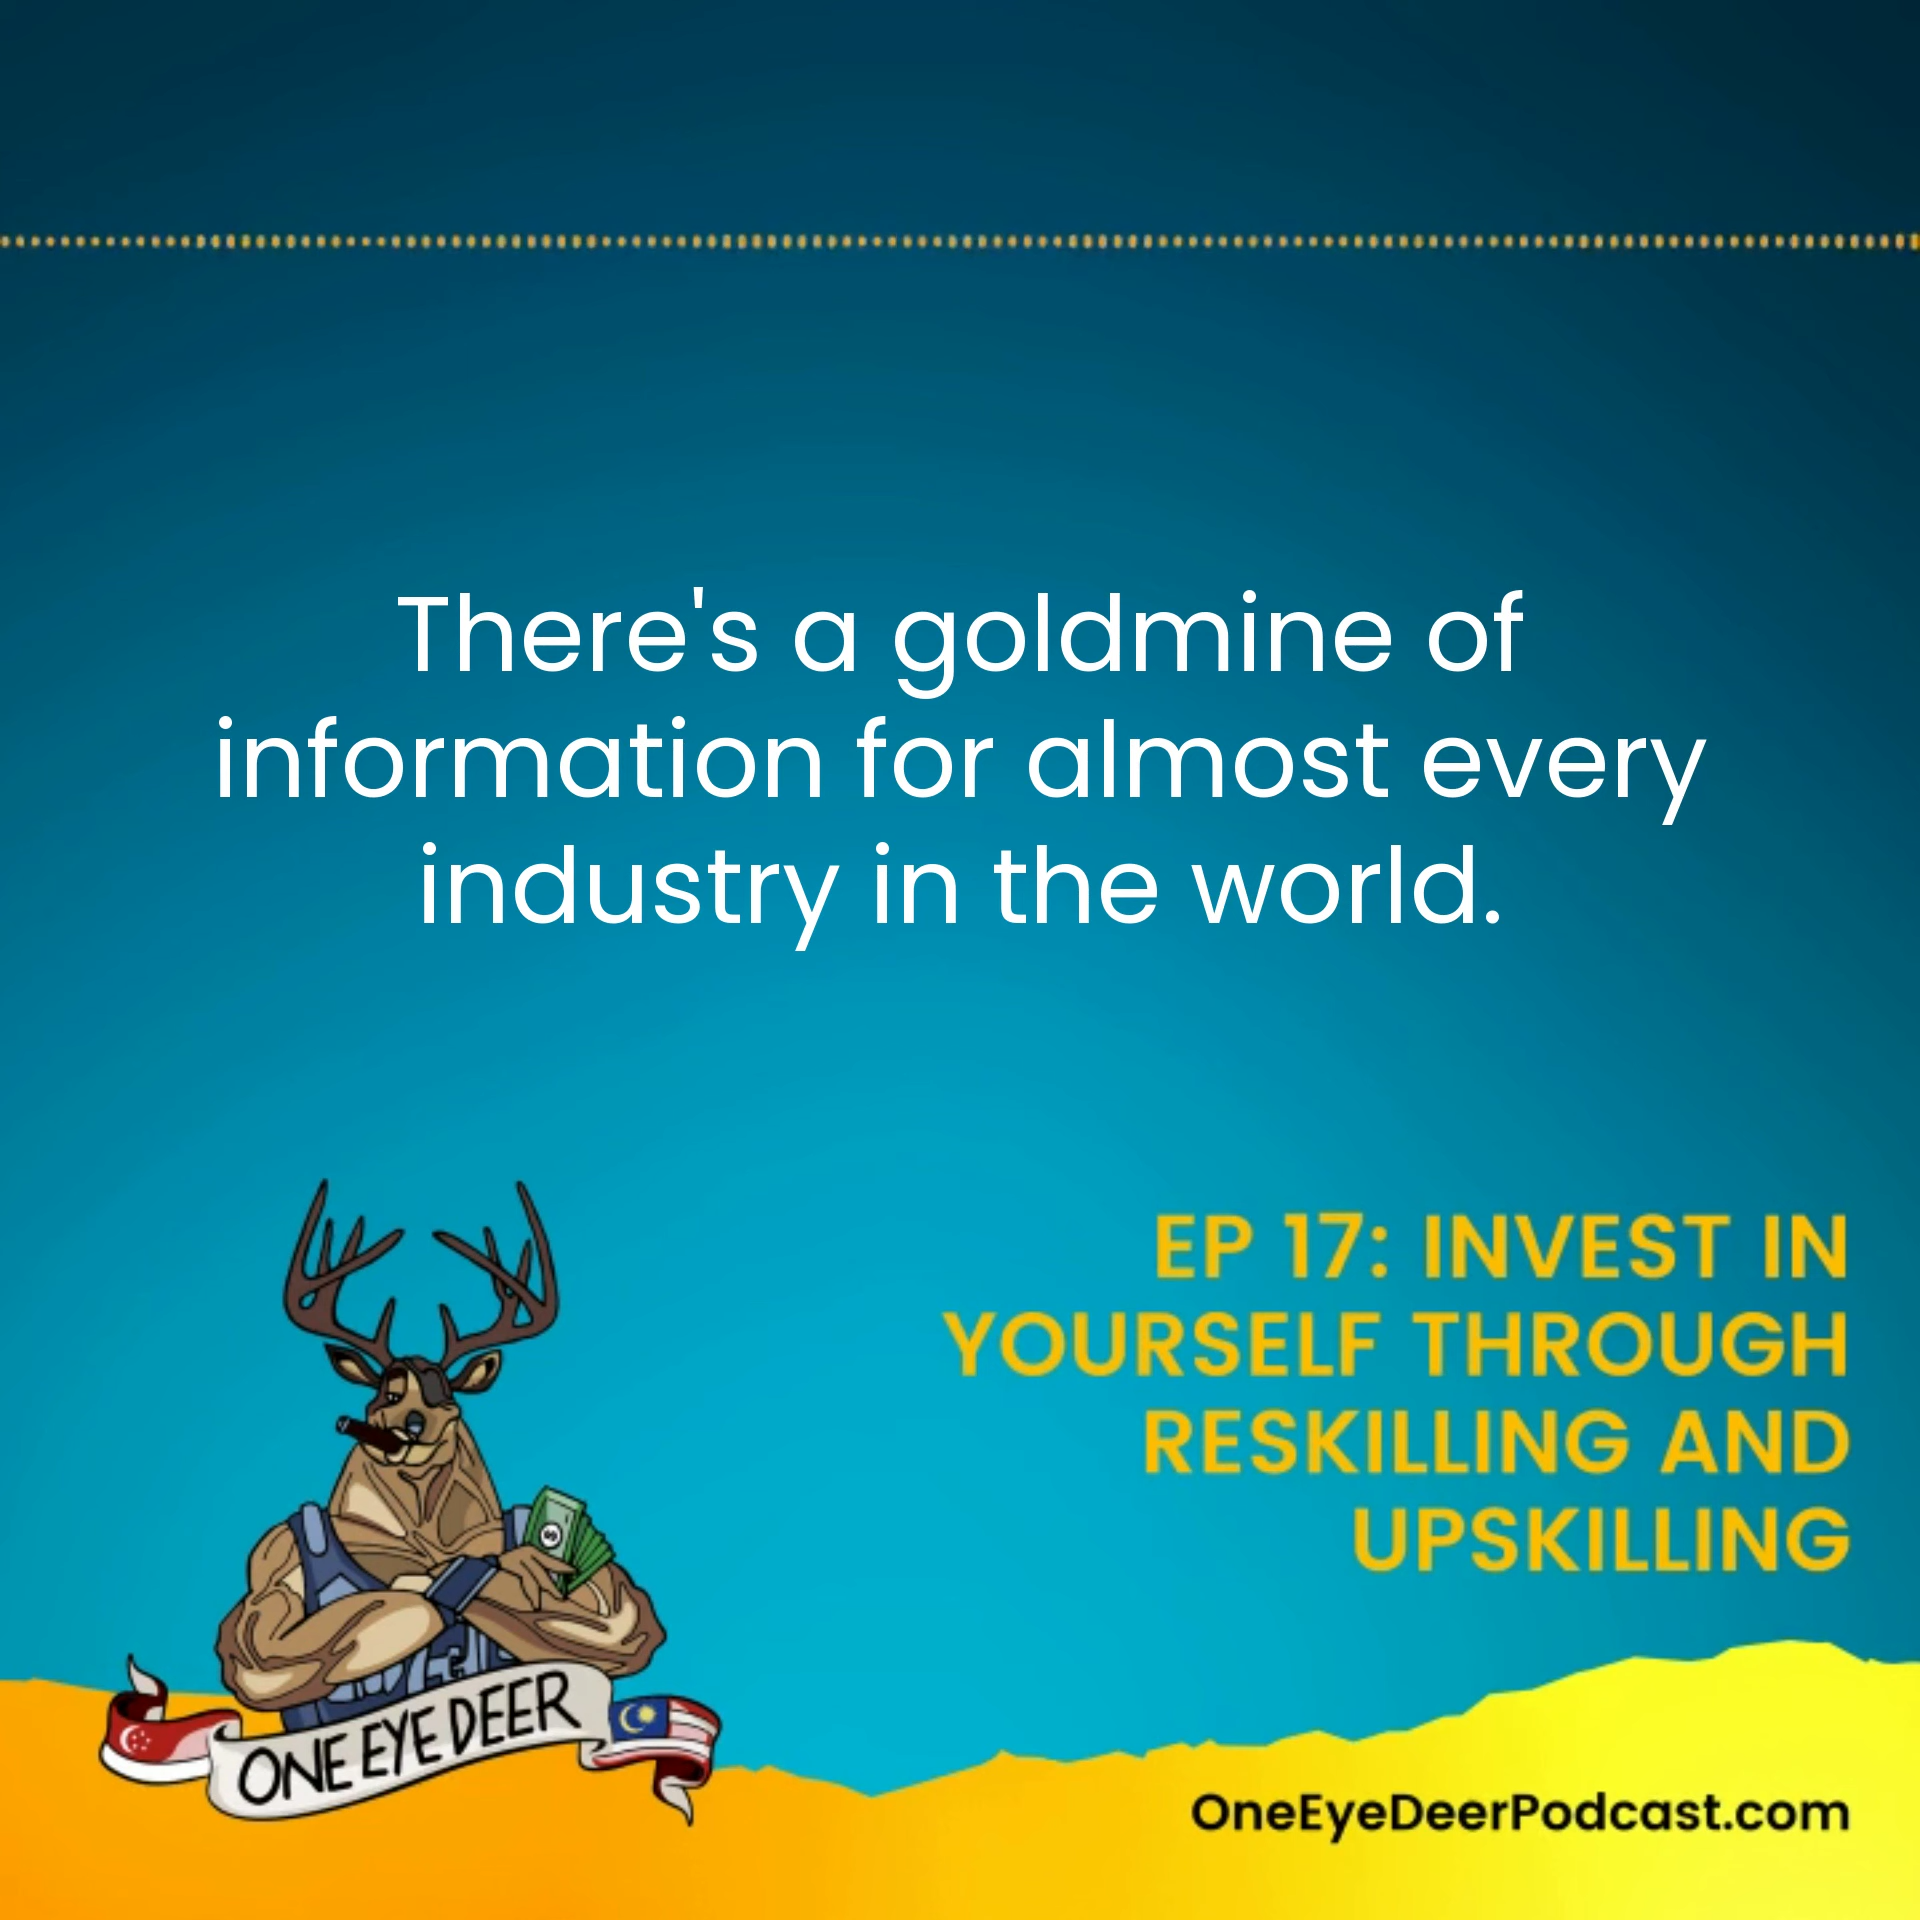 There's a goldmine of
information for almost every
industry in the world.
EP 17: INVEST IN
YOURSELF THROUGH
RESKILLING AND
UPSKILLING
ONE EYE DEER
OneEyeDeerPodcast.com